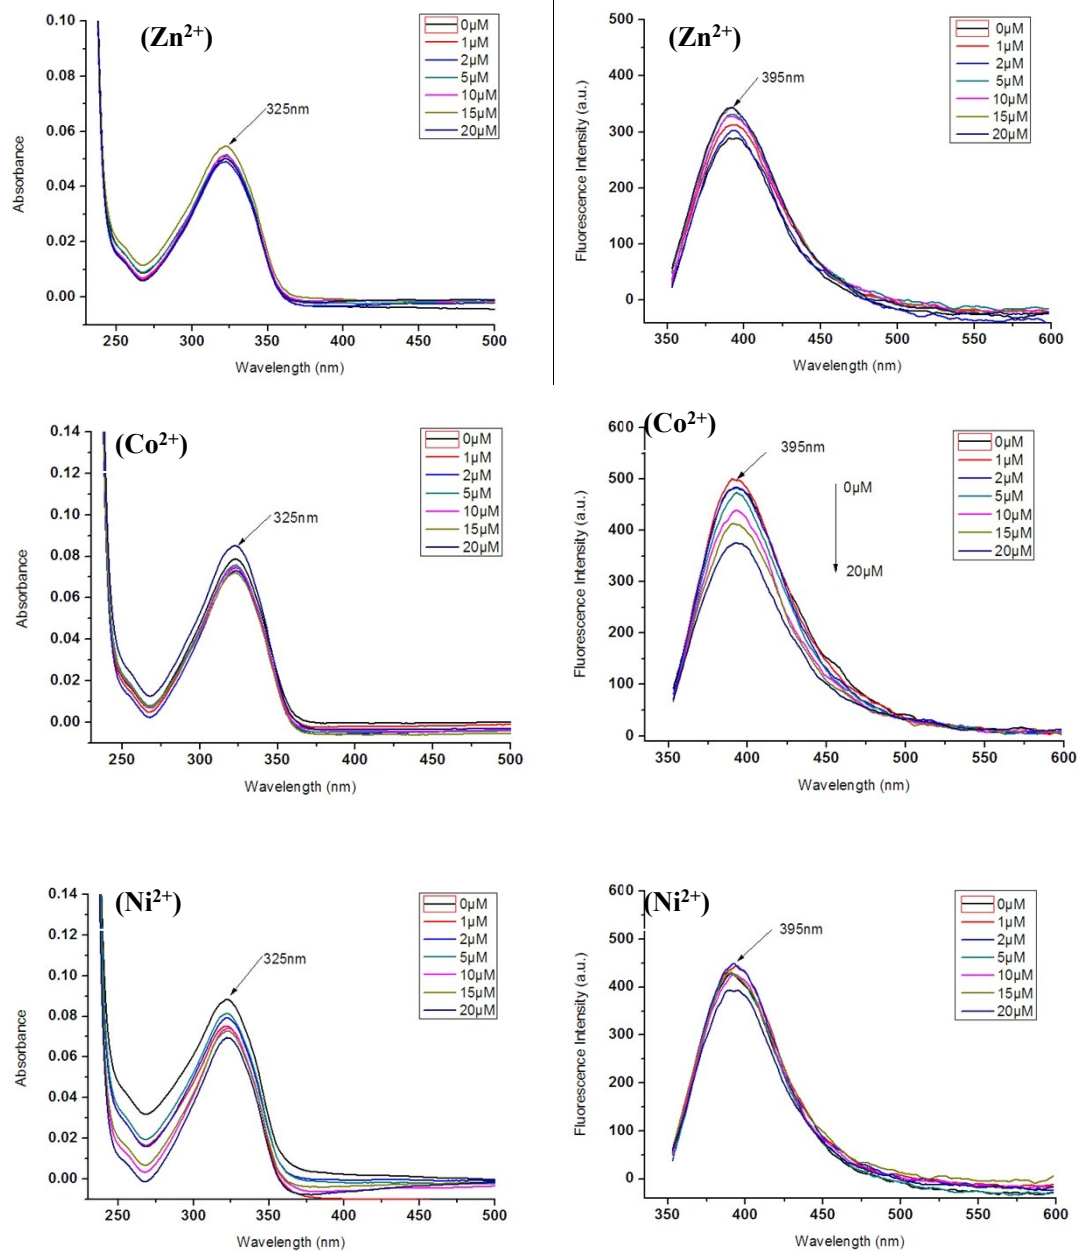 (Zn2+)
0.10
0.08
0.06
0.04
0.02
0.00
Absorbance
325nm
0µM
1µM
2µM
5µM
10µM
15µM
20µM
250 300 350 400 450 500
Wavelength (nm)
(Zn2+)
500
400
300
200
100
0
Fluorescence Intensity (a.u.)
395nm
0µM
1µM
2µM
5µM
10µM
15µM
20µM
350 400 450 500 550 600
Wavelength (nm)
(Co2+)
0.14
0.12
0.10
0.08
0.06
0.04
0.02
0.00
Absorbance
325nm
0µM
1µM
2µM
5µM
10µM
15µM
20µM
250 300 350 400 450 500
Wavelength (nm)
(Co2+)
600
500
400
300
200
100
0
Fluorescence Intensity (a.u.)
395nm
0µM
20µM
0µM
1µM
2µM
5µM
10µM
15µM
20µM
350 400 450 500 550 600
Wavelength (nm)
(Ni2+)
0.14
0.12
0.10
0.08
0.06
0.04
0.02
0.00
Absorbance
325nm
0µM
1µM
2µM
5µM
10µM
15µM
20µM
250 300 350 400 450 500
Wavelength (nm)
(Ni2+)
600
500
400
300
200
100
0
Fluorescence Intensity (a.u.)
395nm
0µM
1µM
2µM
5µM
10µM
15µM
20µM
350 400 450 500 550 600
Wavelength (nm)